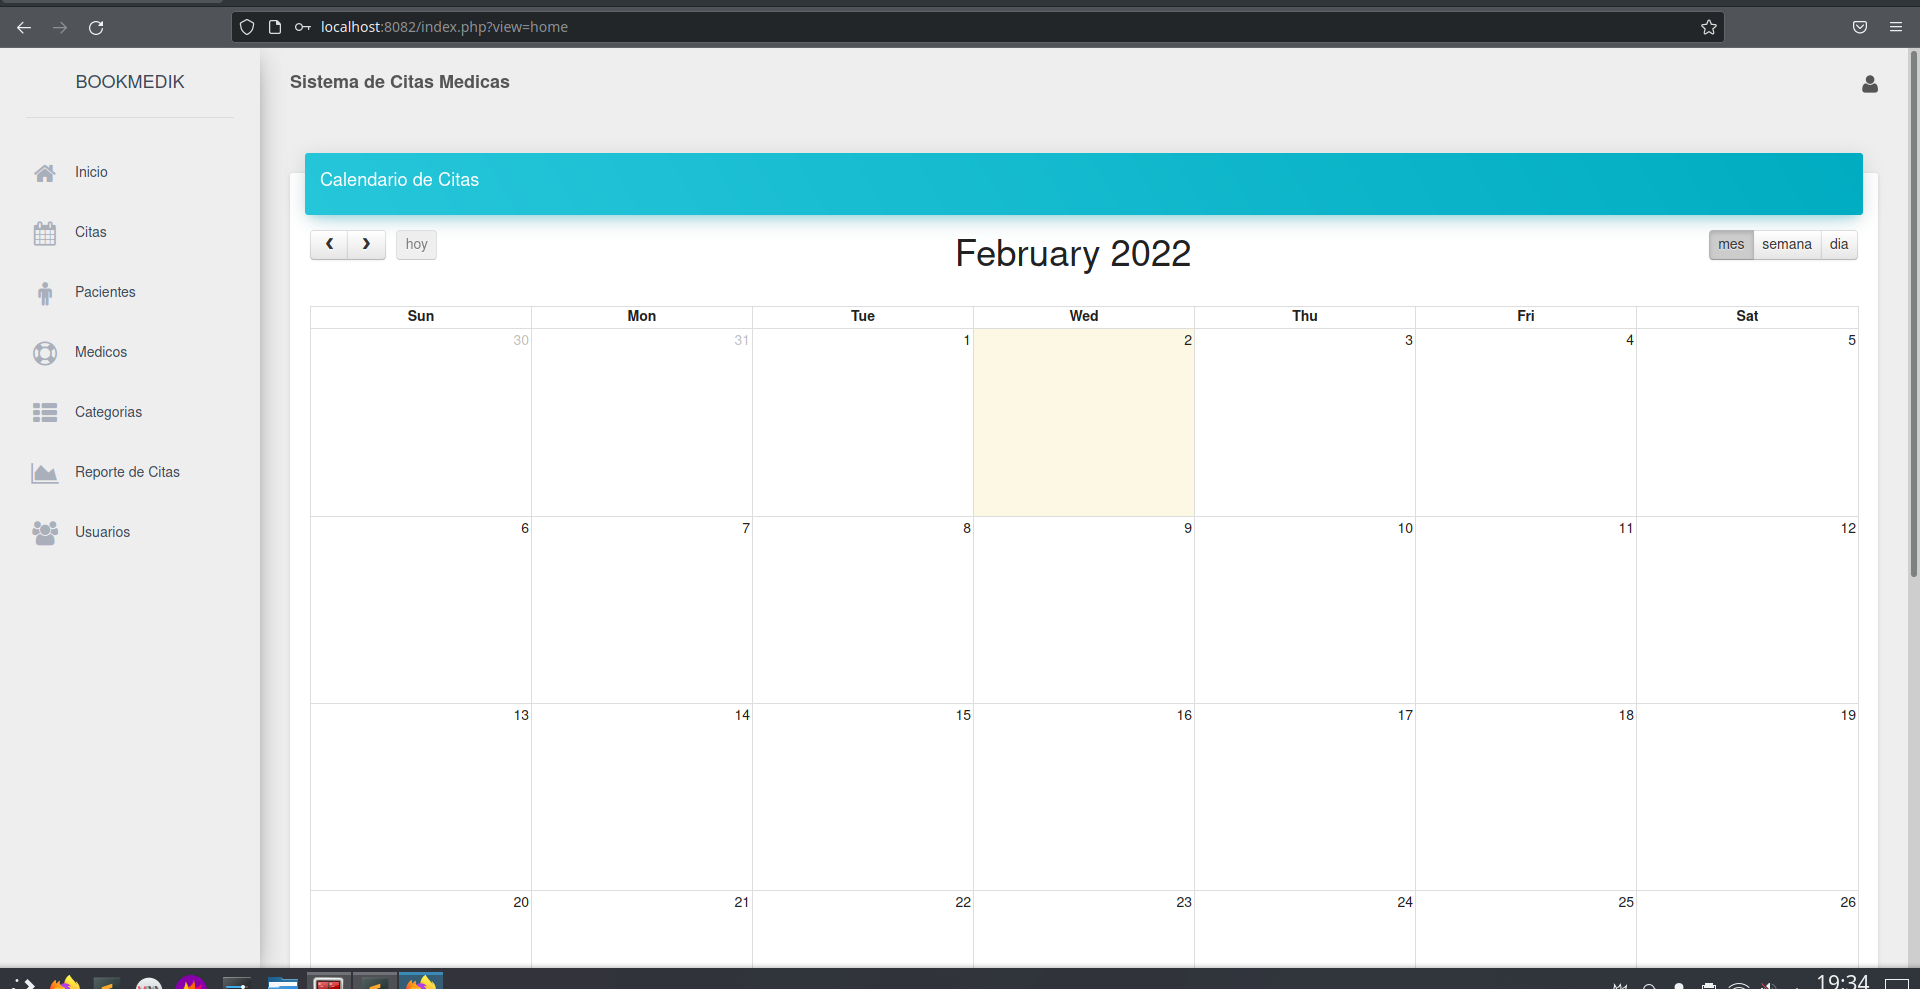 localhost:8082/index.php?view=home
BOOKMEDIK
Sistema de Citas Medicas
Inicio
Citas
Pacientes
Medicos
Categorias
Reporte de Citas
Usuarios
Calendario de Citas
hoy
February 2022
mes semana dia
Sun Mon Tue Wed Thu Fri Sat
30 31 1 2 3 4 5
6 7 8 9 10 11 12
13 14 15 16 17 18 19
20 21 22 23 24 25 26
19:34